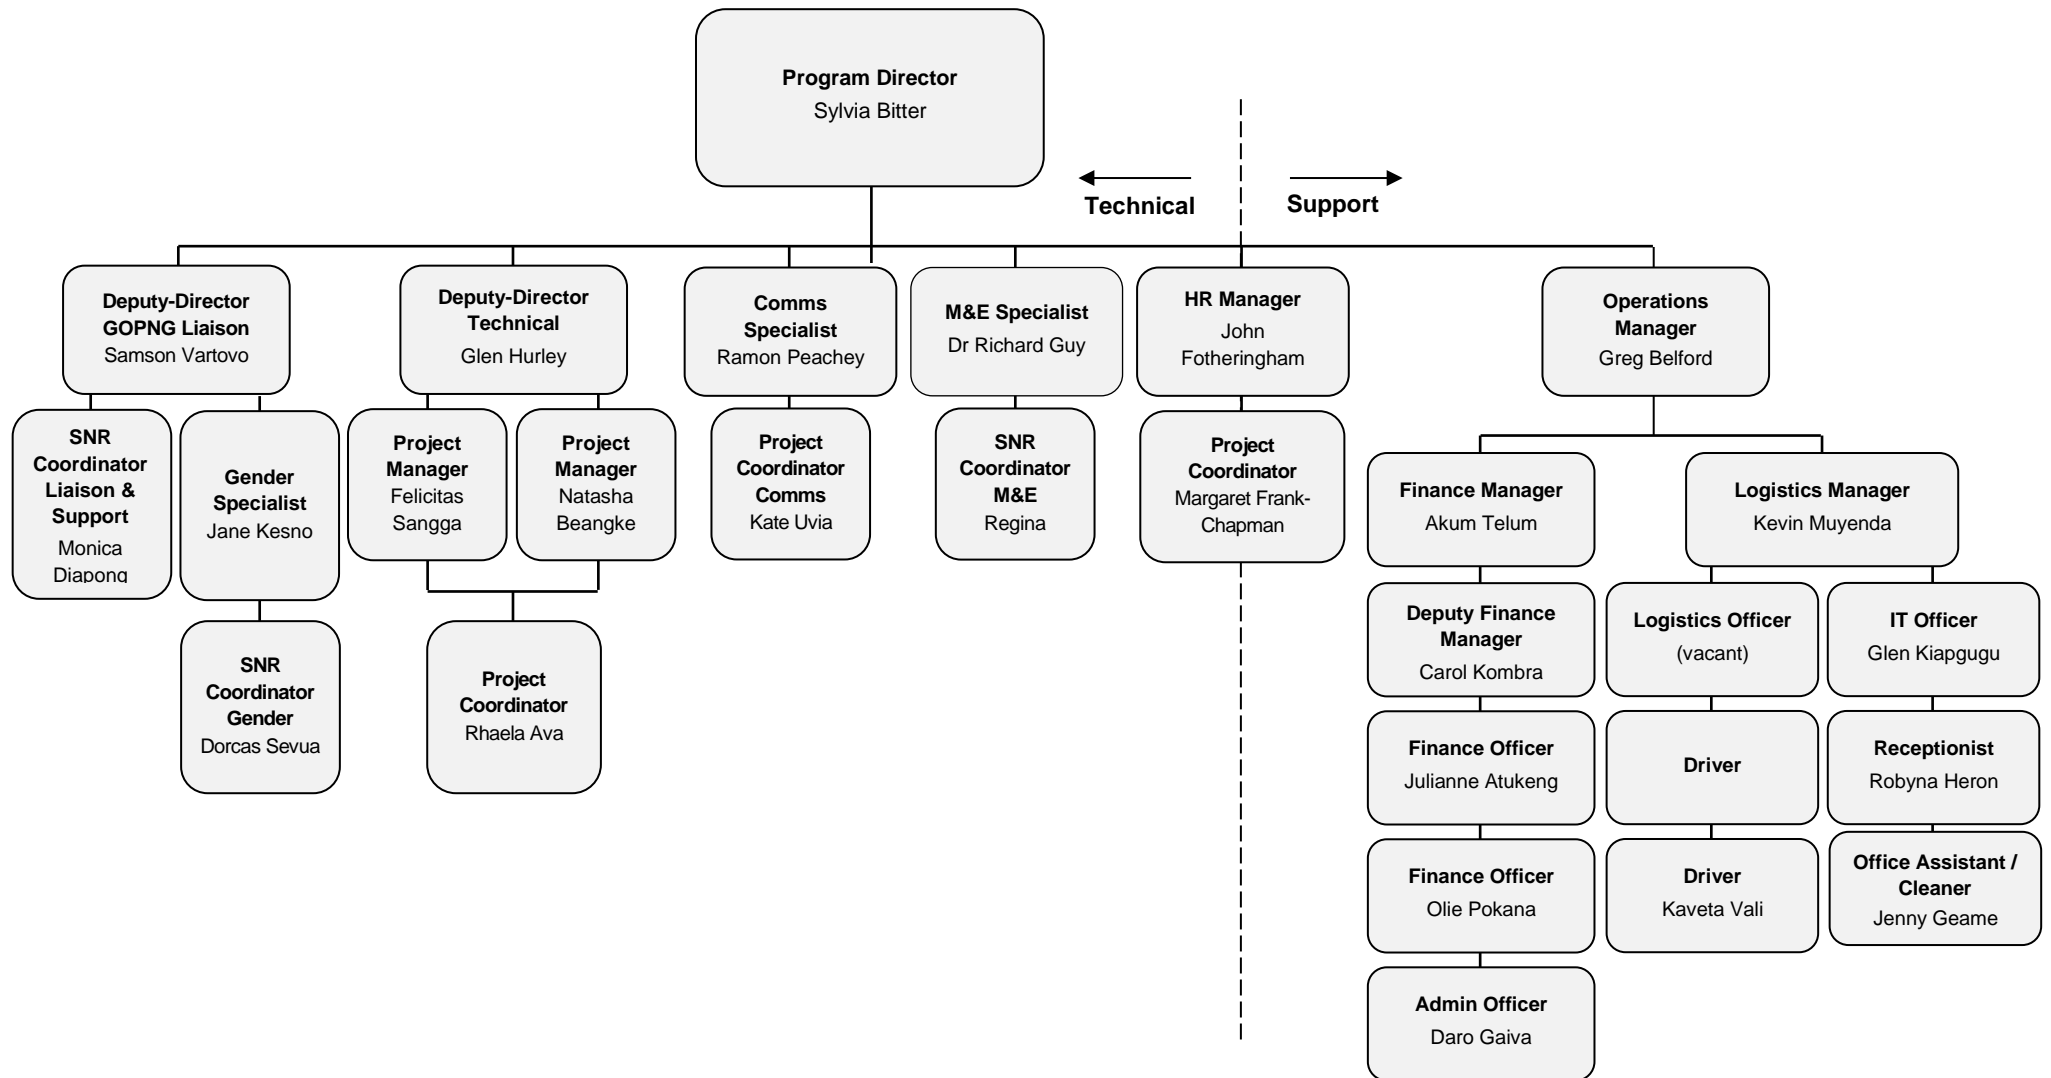 Program Director
Sylvia Bitter
Technical
Support
Deputy-Director
GOPNG Liaison
Samson Vartovo
Deputy-Director
Technical
Glen Hurley
Comms
Specialist
Ramon Peachey
M&E Specialist
Dr Richard Guy
HR Manager
John
Fotheringham
Operations
Manager
Greg Belford
SNR
Coordinator
Liaison &
Support
Monica
Diapong
Gender
Specialist
Jane Kesno
Project
Manager
Felicitas
Sangga
Project
Manager
Natasha
Beangke
Project
Coordinator
Comms
Kate Uvia
SNR
Coordinator
M&E
Regina
Project
Coordinator
Margaret Frank-
Chapman
Finance Manager
Akum Telum
Logistics Manager
Kevin Muyenda
SNR
Coordinator
Gender
Dorcas Sevua
Project
Coordinator
Rhaela Ava
Deputy Finance
Manager
Carol Kombra
Logistics Officer
(vacant)
IT Officer
Glen Kiapgugu
Finance Officer
Julianne Atukeng
Driver
Receptionist
Robyna Heron
Finance Officer
Olie Pokana
Driver
Kaveta Vali
Office Assistant /
Cleaner
Jenny Geame
Admin Officer
Daro Gaiva